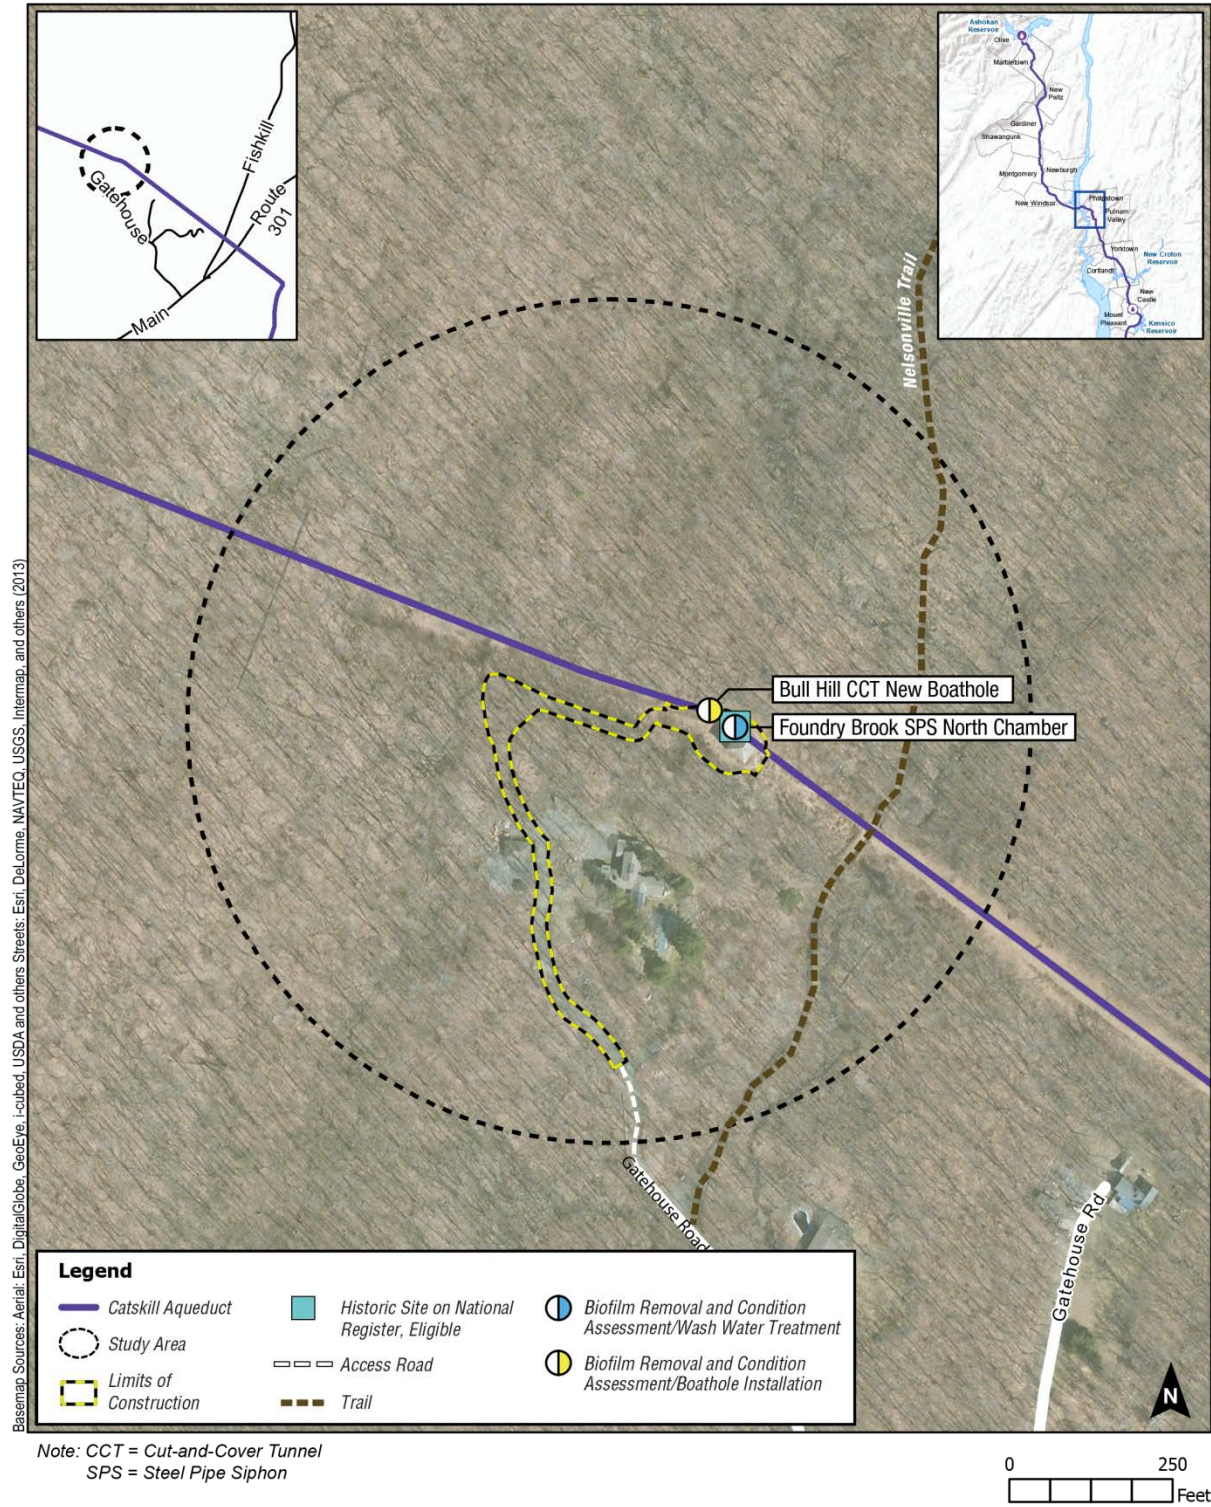 Fishkill
Gatehouse
Route
301
Main
Ashokan
Reservoir
Olive
Marbletown
New
Paltz
Gardiner
Shawangunk
Montgomery
Newburgh
New Windsor
Philipstown
Putnam
Valley
Yorktown
New Croton
Reservoir
Cortlandt
New
Castle
Mount
Pleasant
Kensico
Reservoir
Nelsonville Trail
Bull Hill CCT New Boathole
Foundry Brook SPS North Chamber
Gatehouse Road
Gatehouse Rd
Basemap Sources: Aerial: Esri, DigitalGlobe, GeoEye, i-cubed, USDA and others Streets: Esri, DeLorme, NAVTEQ, USGS, Intermap, and others (2013)
Legend
Catskill Aqueduct
Study Area
Limits of
Construction
Historic Site on National
Register, Eligible
Access Road
Trail
Biofilm Removal and Condition
Assessment/Wash Water Treatment
Biofilm Removal and Condition
Assessment/Boathole Installation
N
Note: CCT = Cut-and-Cover Tunnel
SPS = Steel Pipe Siphon
0 250
Feet